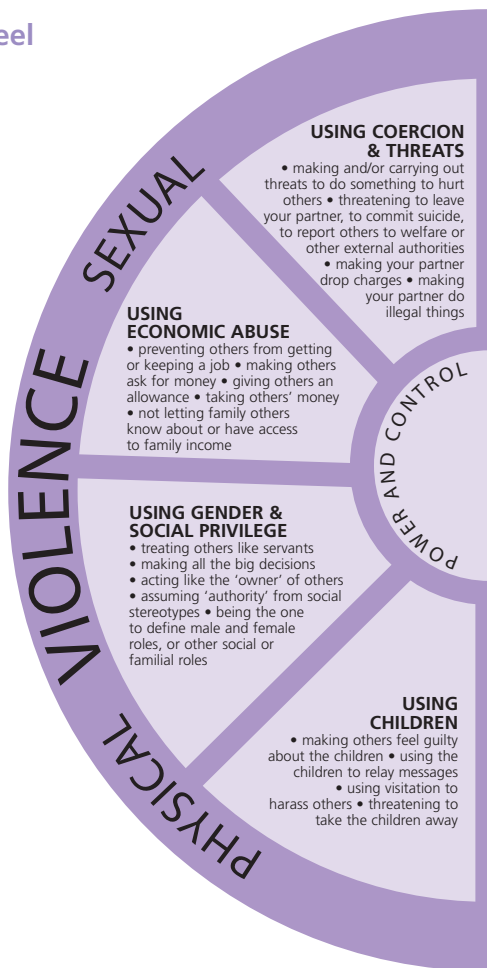 eel
SEXUAL
VIOLENCE
PHYSICAL
POWER AND CONTROL
USING COERCION
& THREATS
• making and/or carrying out
threats to do something to hurt
others • threatening to leave
your partner, to commit suicide,
to report others to welfare or
other external authorities
• making your partner
drop charges • making
your partner do
illegal things
USING
ECONOMIC ABUSE
• preventing others from getting
or keeping a job • making others
ask for money • giving others an
allowance • taking others’ money
• not letting family others
know about or have access
to family income
USING GENDER &
SOCIAL PRIVILEGE
• treating others like servants
• making all the big decisions
• acting like the ‘owner’ of others
• assuming ‘authority’ from social
stereotypes • being the one
to define male and female
roles, or other social or
familial roles
USING
CHILDREN
• making others feel guilty
about the children • using the
children to relay messages
• using visitation to
harass others • threatening to
take the children away